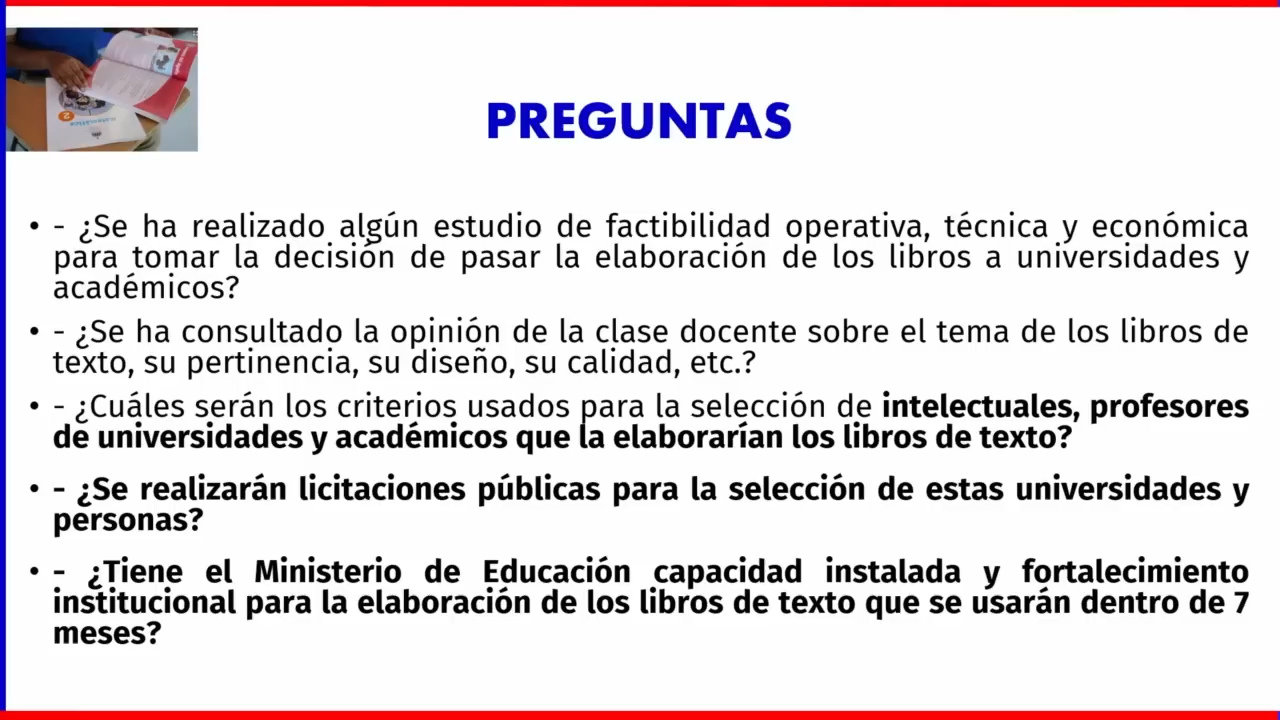 PREGUNTAS
• - ¿Se ha realizado algún estudio de factibilidad operativa, técnica y económica
para tomar la decisión de pasar la elaboración de los libros a universidades y
académicos?
• - ¿Se ha consultado la opinión de la clase docente sobre el tema de los libros de
texto, su pertinencia, su diseño, su calidad, etc.?
• - ¿Cuáles serán los criterios usados para la selección de intelectuales, profesores
de universidades y académicos que la elaborarían los libros de texto?
• - ¿Se realizarán licitaciones públicas para la selección de estas universidades y
personas?
• - ¿Tiene el Ministerio de Educación capacidad instalada y fortalecimiento
institucional para la elaboración de los libros de texto que se usarán dentro de 7
meses?